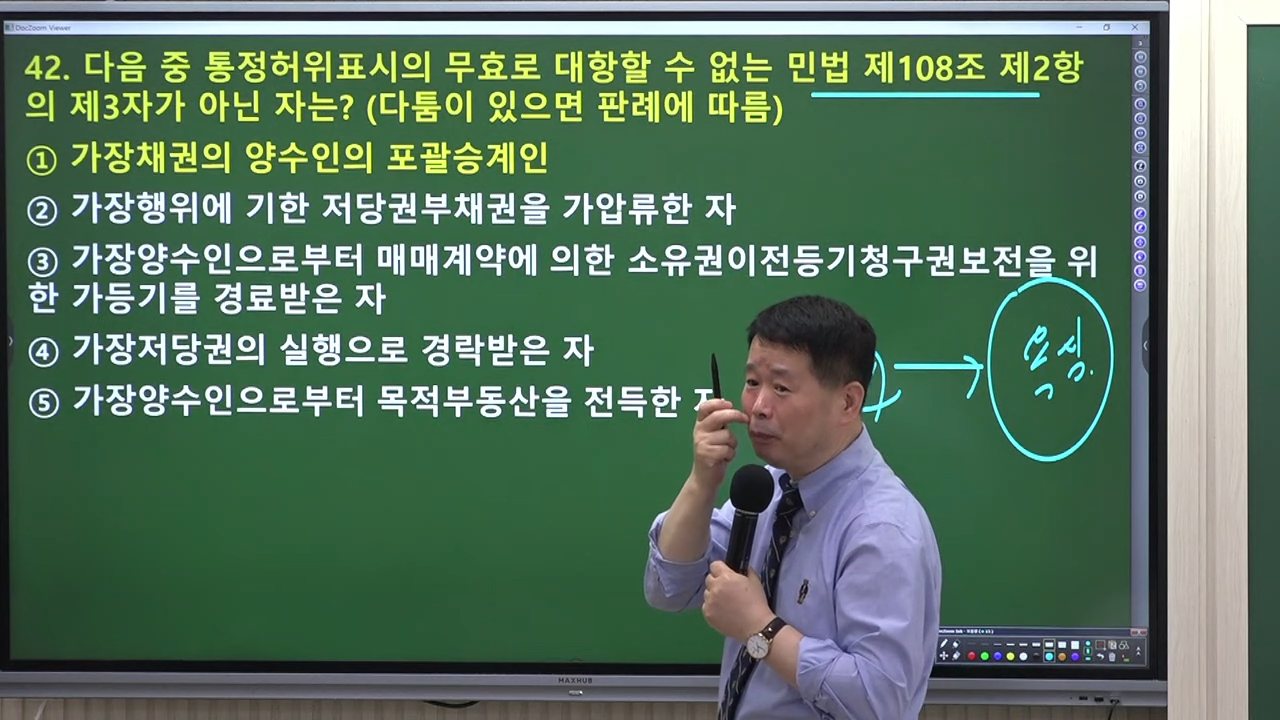 DocZoom Viewer
42. 다음 중 통정허위표시의 무효로 대항할 수 없는 민법 제108조 제2항
의 제3자가 아닌 자는? (다툼이 있으면 판례에 따름)
① 가장채권의 양수인의 포괄승계인
② 가장행위에 기한 저당권부채권을 가압류한 자
③ 가장양수인으로부터 매매계약에 의한 소유권이전등기청구권보전을 위
한 가등기를 경료받은 자
④ 가장저당권의 실행으로 경락받은 자
⑤ 가장양수인으로부터 목적부동산을 전득한 자
욕심.
MAXHUB